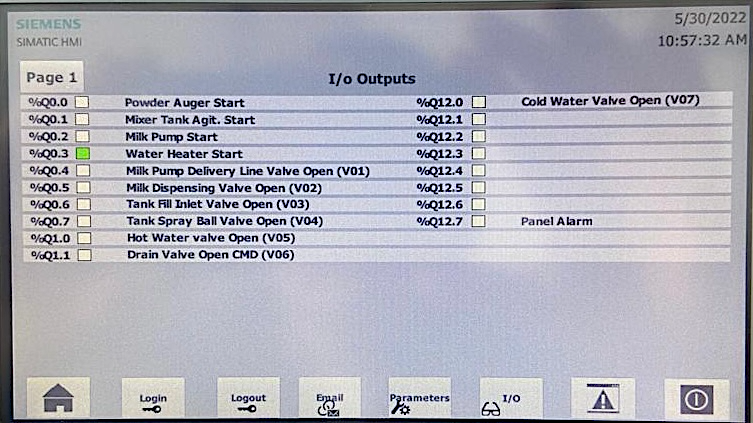 SIEMENS
SIMATIC HMI
5/30/2022
10:57:32 AM
Page 1
I/o Outputs
%Q0.0 Powder Auger Start %Q12.0 Cold Water Valve Open (V07)
%Q0.1 Mixer Tank Agit. Start %Q12.1
%Q0.2 Milk Pump Start %Q12.2
%Q0.3 Water Heater Start %Q12.3
%Q0.4 Milk Pump Delivery Line Valve Open (V01) %Q12.4
%Q0.5 Milk Dispensing Valve Open (V02) %Q12.5
%Q0.6 Tank Fill Inlet Valve Open (V03) %Q12.6
%Q0.7 Tank Spray Ball Valve Open (V04) %Q12.7 Panel Alarm
%Q1.0 Hot Water valve Open (V05)
%Q1.1 Drain Valve Open CMD (V06)
Login Logout Email Parameters I/O